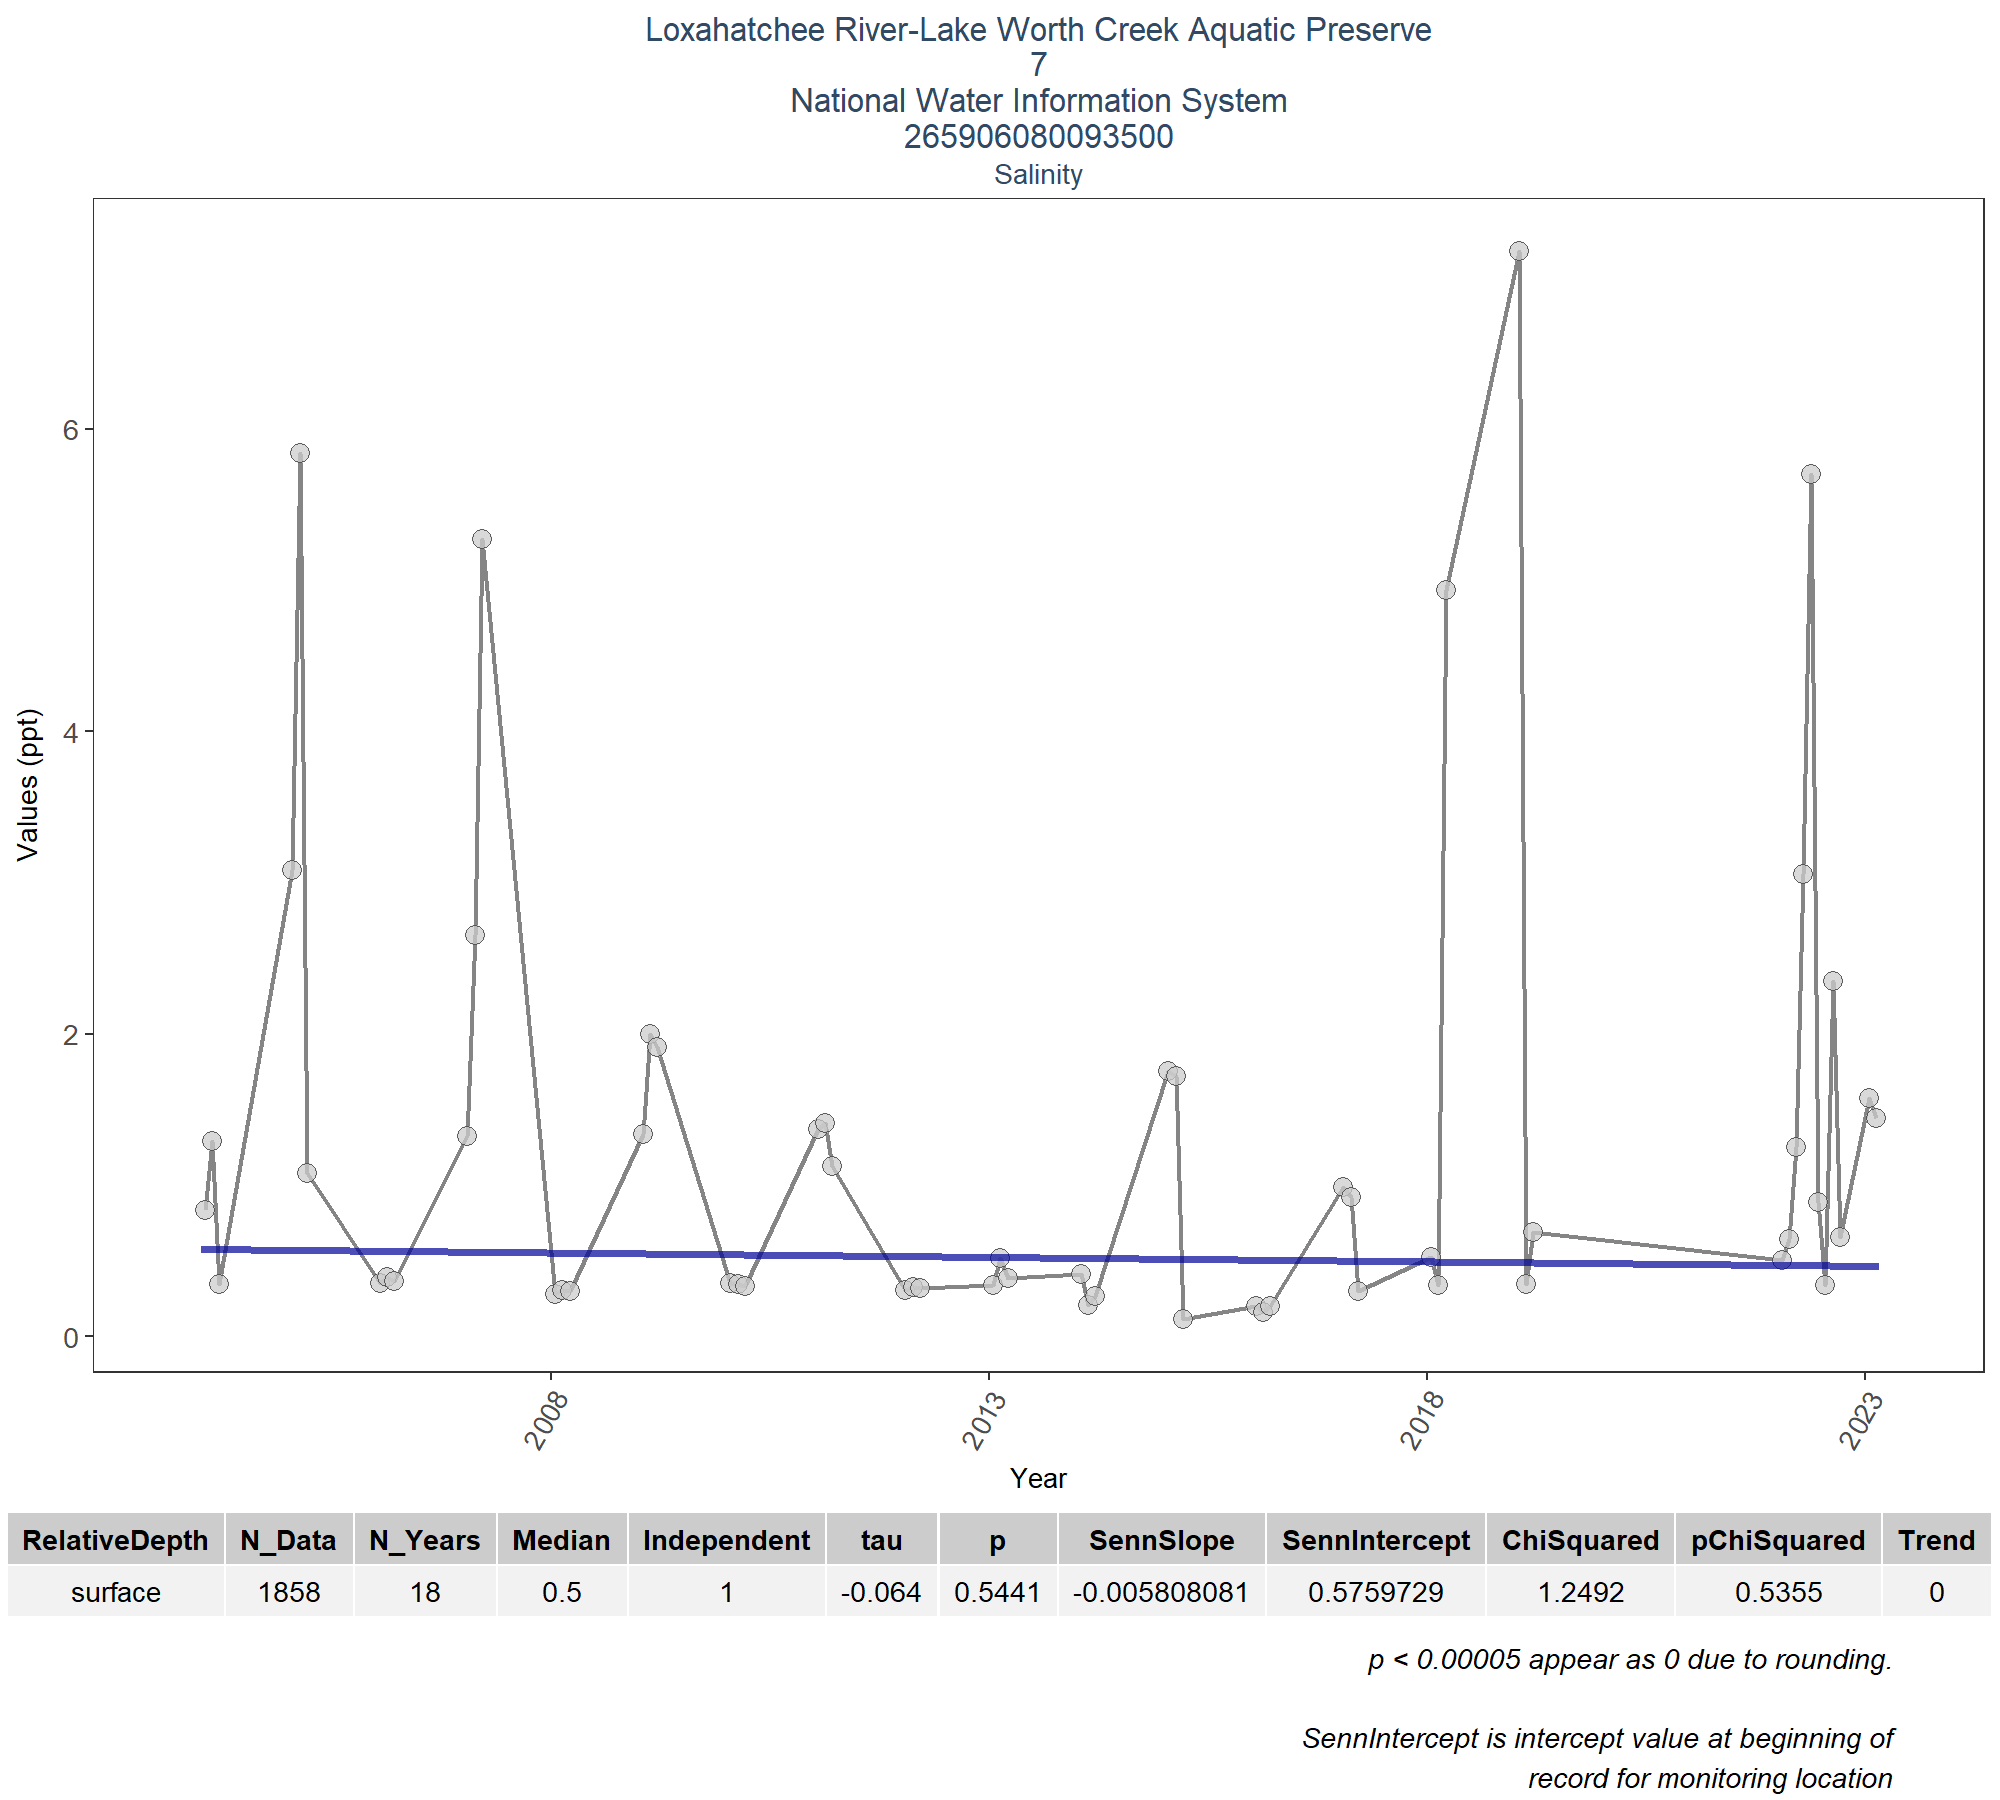 Loxahatchee River-Lake Worth Creek Aquatic Preserve
7
National Water Information System
265906080093500
Salinity
Values (ppt)
6
4
2
0
2008
2013
2018
2023
Year
RelativeDepth N_Data N_Years Median Independent tau p SennSlope SennIntercept ChiSquared pChiSquared Trend
surface 1858 18 0.5 1 -0.064 0.5441 -0.005808081 0.5759729 1.2492 0.5355 0
p < 0.00005 appear as 0 due to rounding.
SennIntercept is intercept value at beginning of
record for monitoring location